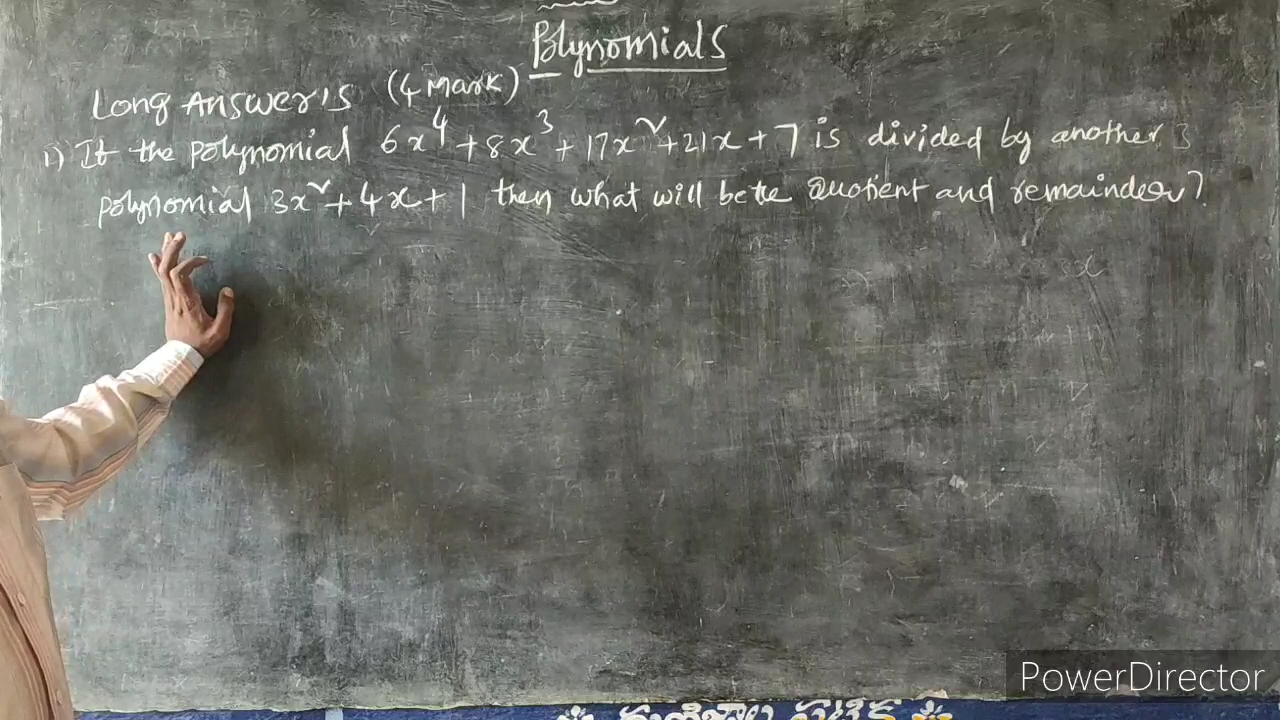 Polynomials
Long Answer's (4 Mark)
1) If the polynomial 6x⁴+8x³+17x²+21x+7 is divided by another
polynomial 3x²+4x+1 then what will be the Quotient and remainder?
PowerDirector